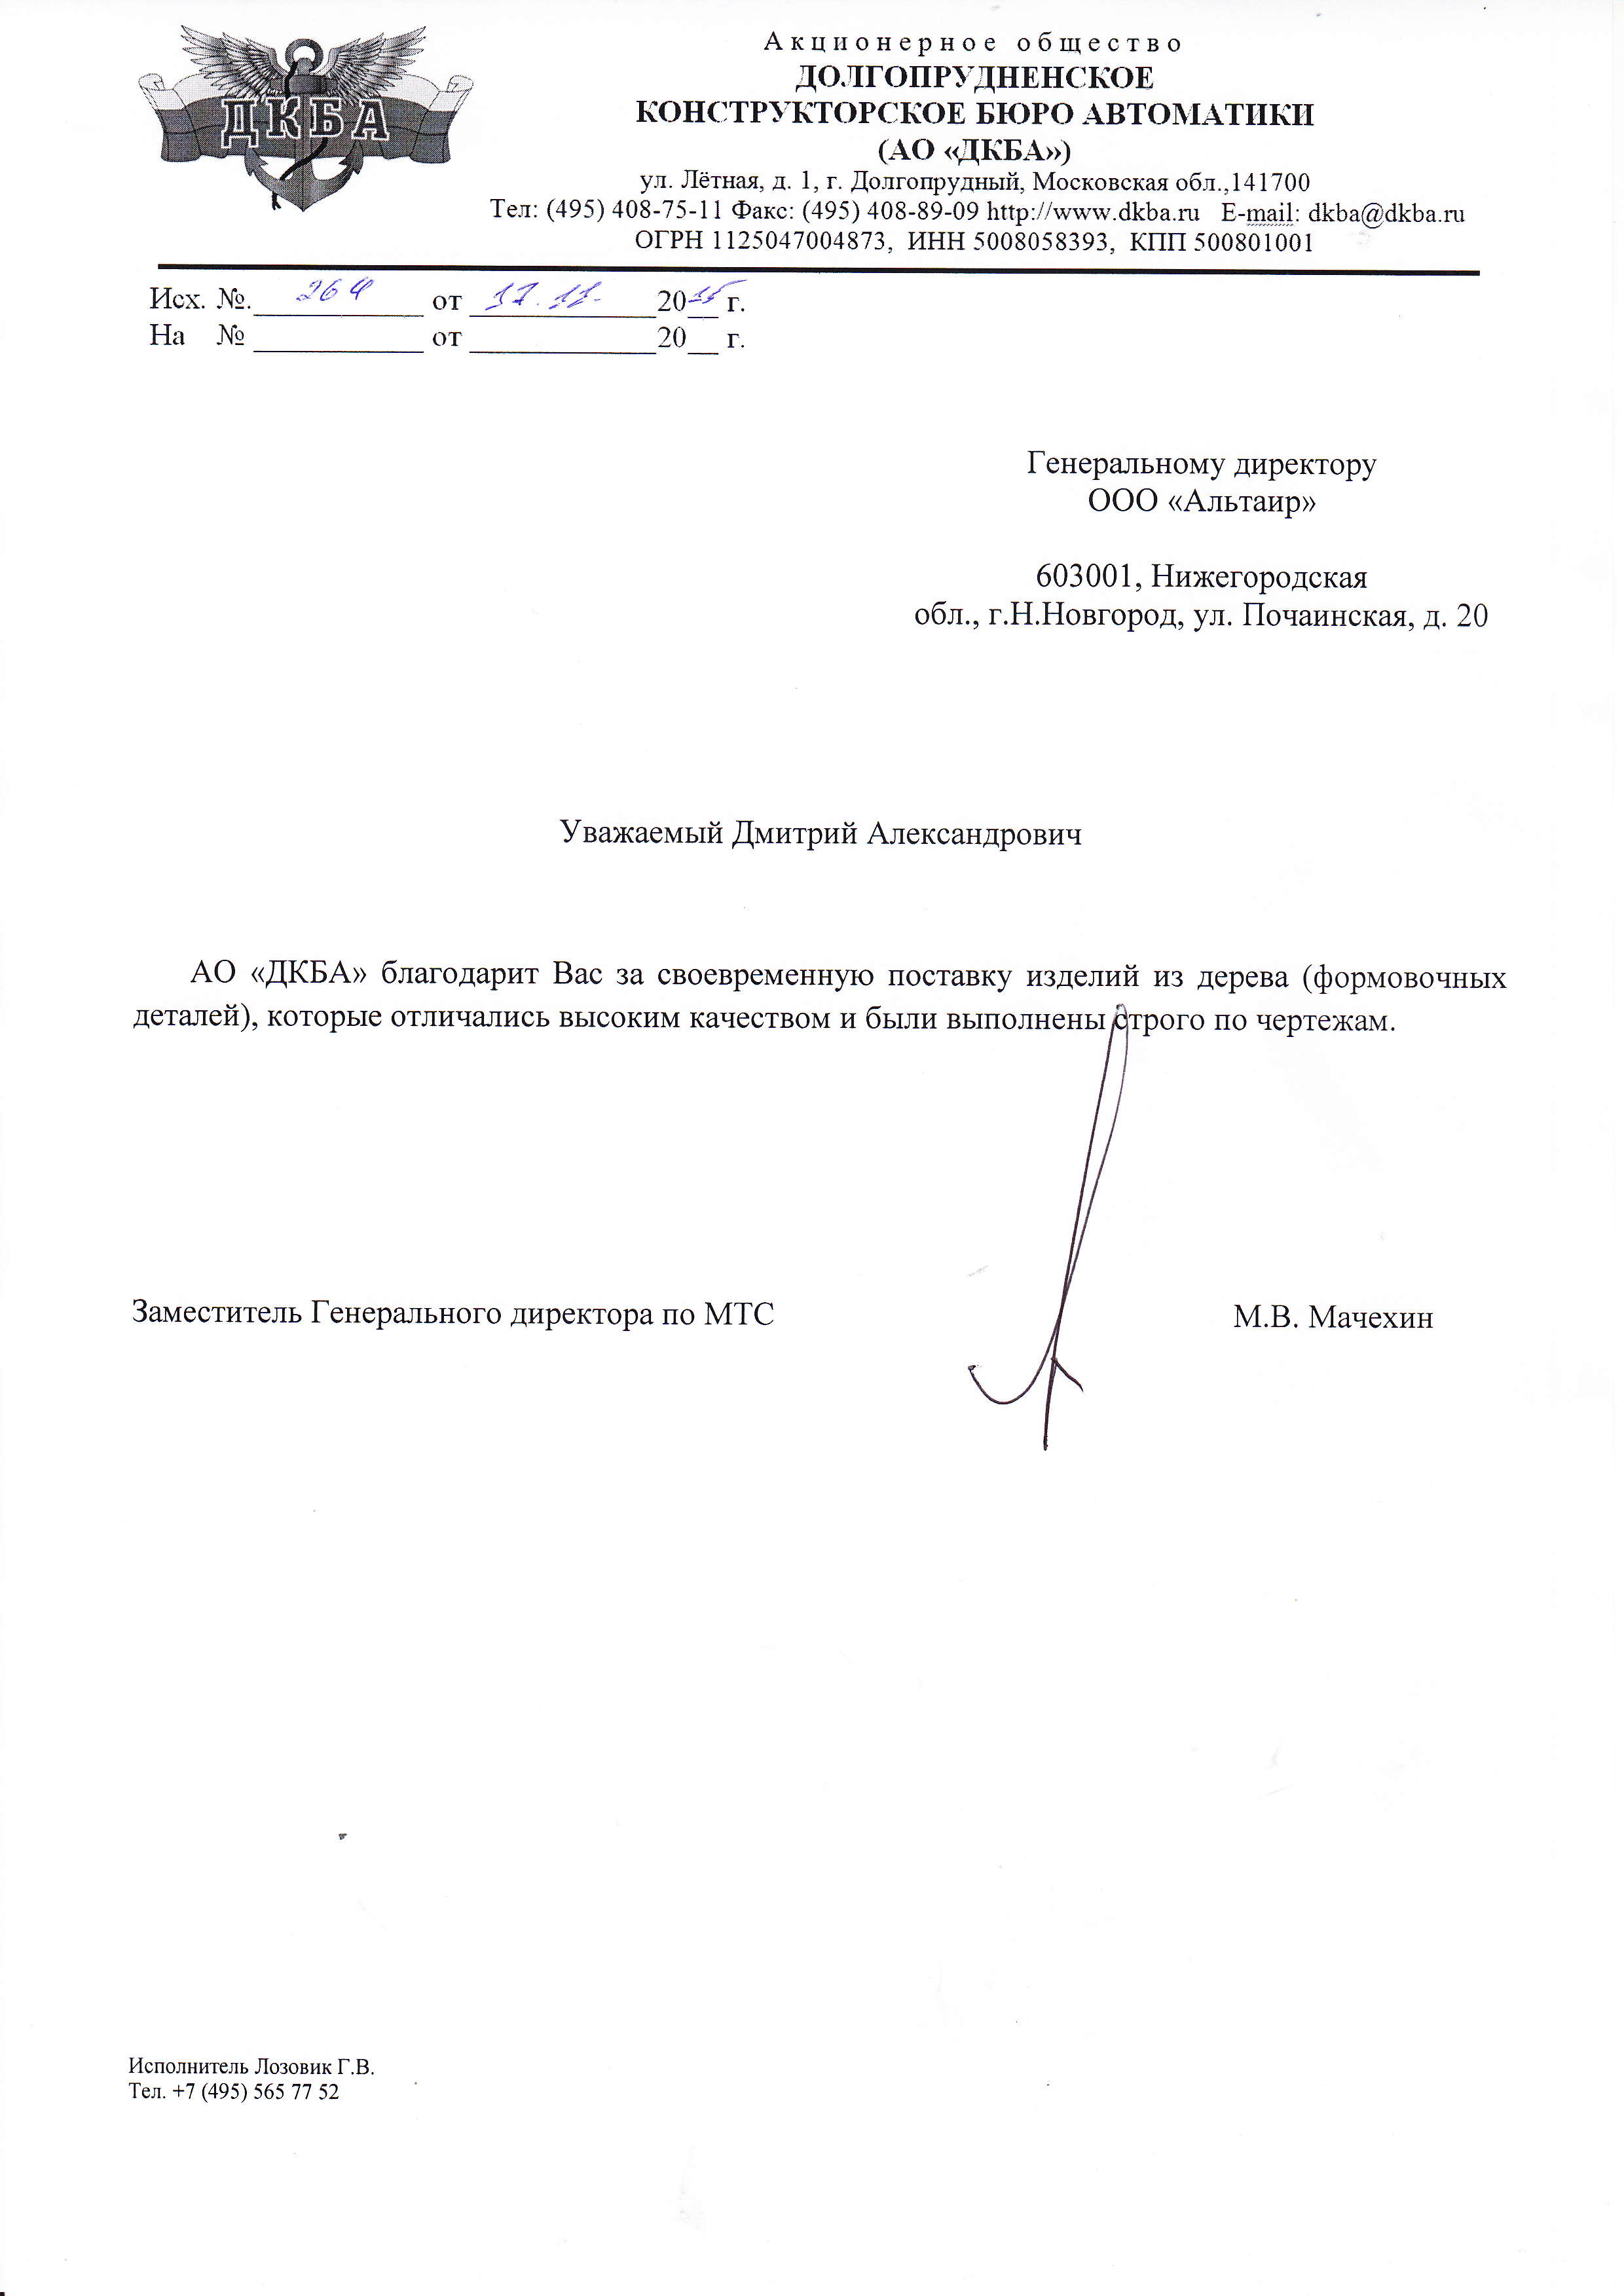 ДКБА
Акционерное общество
ДОЛГОПРУДНЕНСКОЕ
КОНСТРУКТОРСКОЕ БЮРО АВТОМАТИКИ
(АО «ДКБА»)
ул. Лётная, д. 1, г. Долгопрудный, Московская обл.,141700
Тел: (495) 408-75-11 Факс: (495) 408-89-09 http://www.dkba.ru E-mail: dkba@dkba.ru
ОГРН 1125047004873, ИНН 5008058393, КПП 500801001
Исх. №. 264 от 17.11. 2015 г.
На № ____________ от _____________20__ г.
Генеральному директору
ООО «Альтаир»
603001, Нижегородская
обл., г.Н.Новгород, ул. Почаинская, д. 20
Уважаемый Дмитрий Александрович
АО «ДКБА» благодарит Вас за своевременную поставку изделий из дерева (формовочных
деталей), которые отличались высоким качеством и были выполнены строго по чертежам.
Заместитель Генерального директора по МТС М.В. Мачехин
Исполнитель Лозовик Г.В.
Тел. +7 (495) 565 77 52